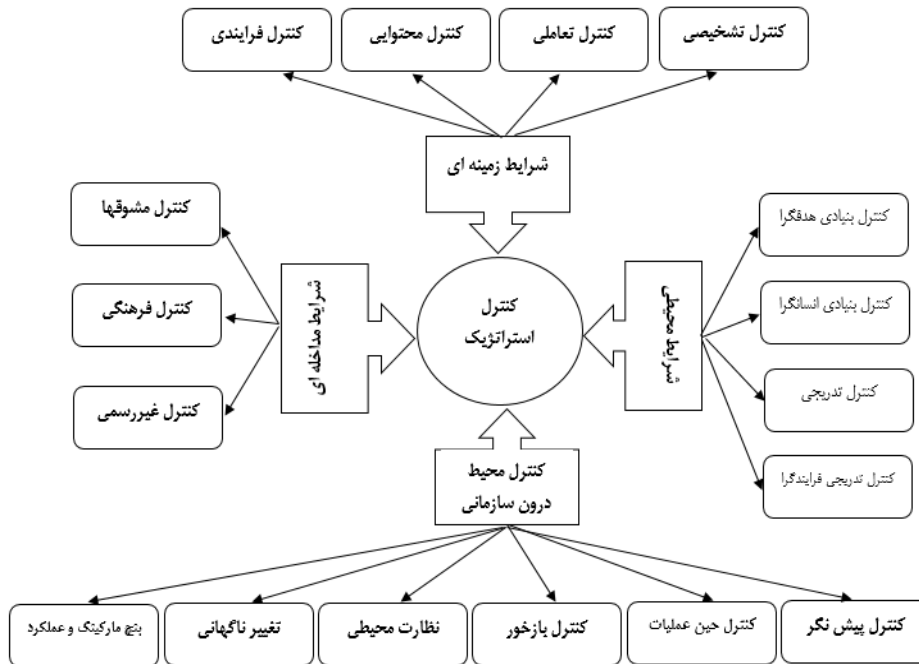 کنترل تشخیصی
کنترل تعاملی
کنترل محتوایی
کنترل فرایندی
شرایط زمینه ای
کنترل بنیادی هدفگرا
کنترل بنیادی انسانگرا
کنترل تدریجی
کنترل تدریجی فرایندگرا
شرایط محیطی
کنترل
استراتژیک
شرایط مداخله ای
کنترل مشوقها
کنترل فرهنگی
کنترل غیررسمی
کنترل محیط
درون سازمانی
کنترل پیش نگر
کنترل حین عملیات
کنترل بازخور
نظارت محیطی
تغییر ناگهانی
بنچ مارکینگ و عملکرد